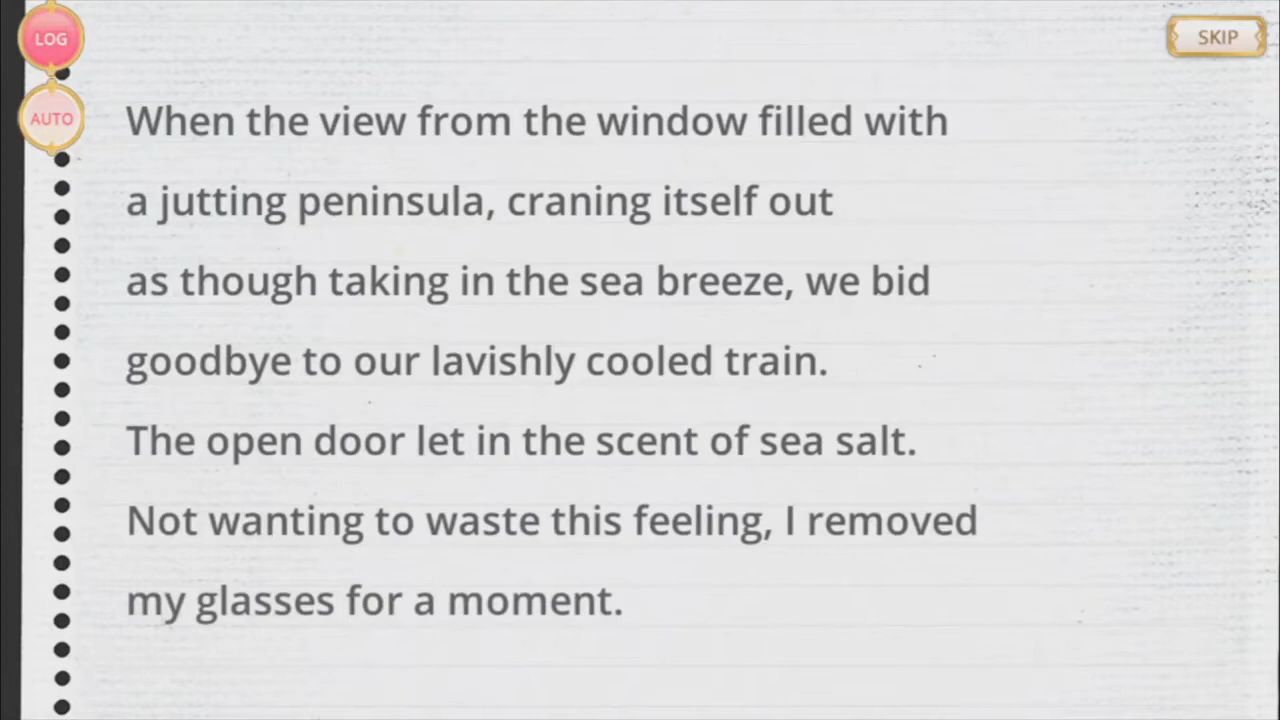 LOG
SKIP
AUTO
When the view from the window filled with
a jutting peninsula, craning itself out
as though taking in the sea breeze, we bid
goodbye to our lavishly cooled train.
The open door let in the scent of sea salt.
Not wanting to waste this feeling, I removed
my glasses for a moment.